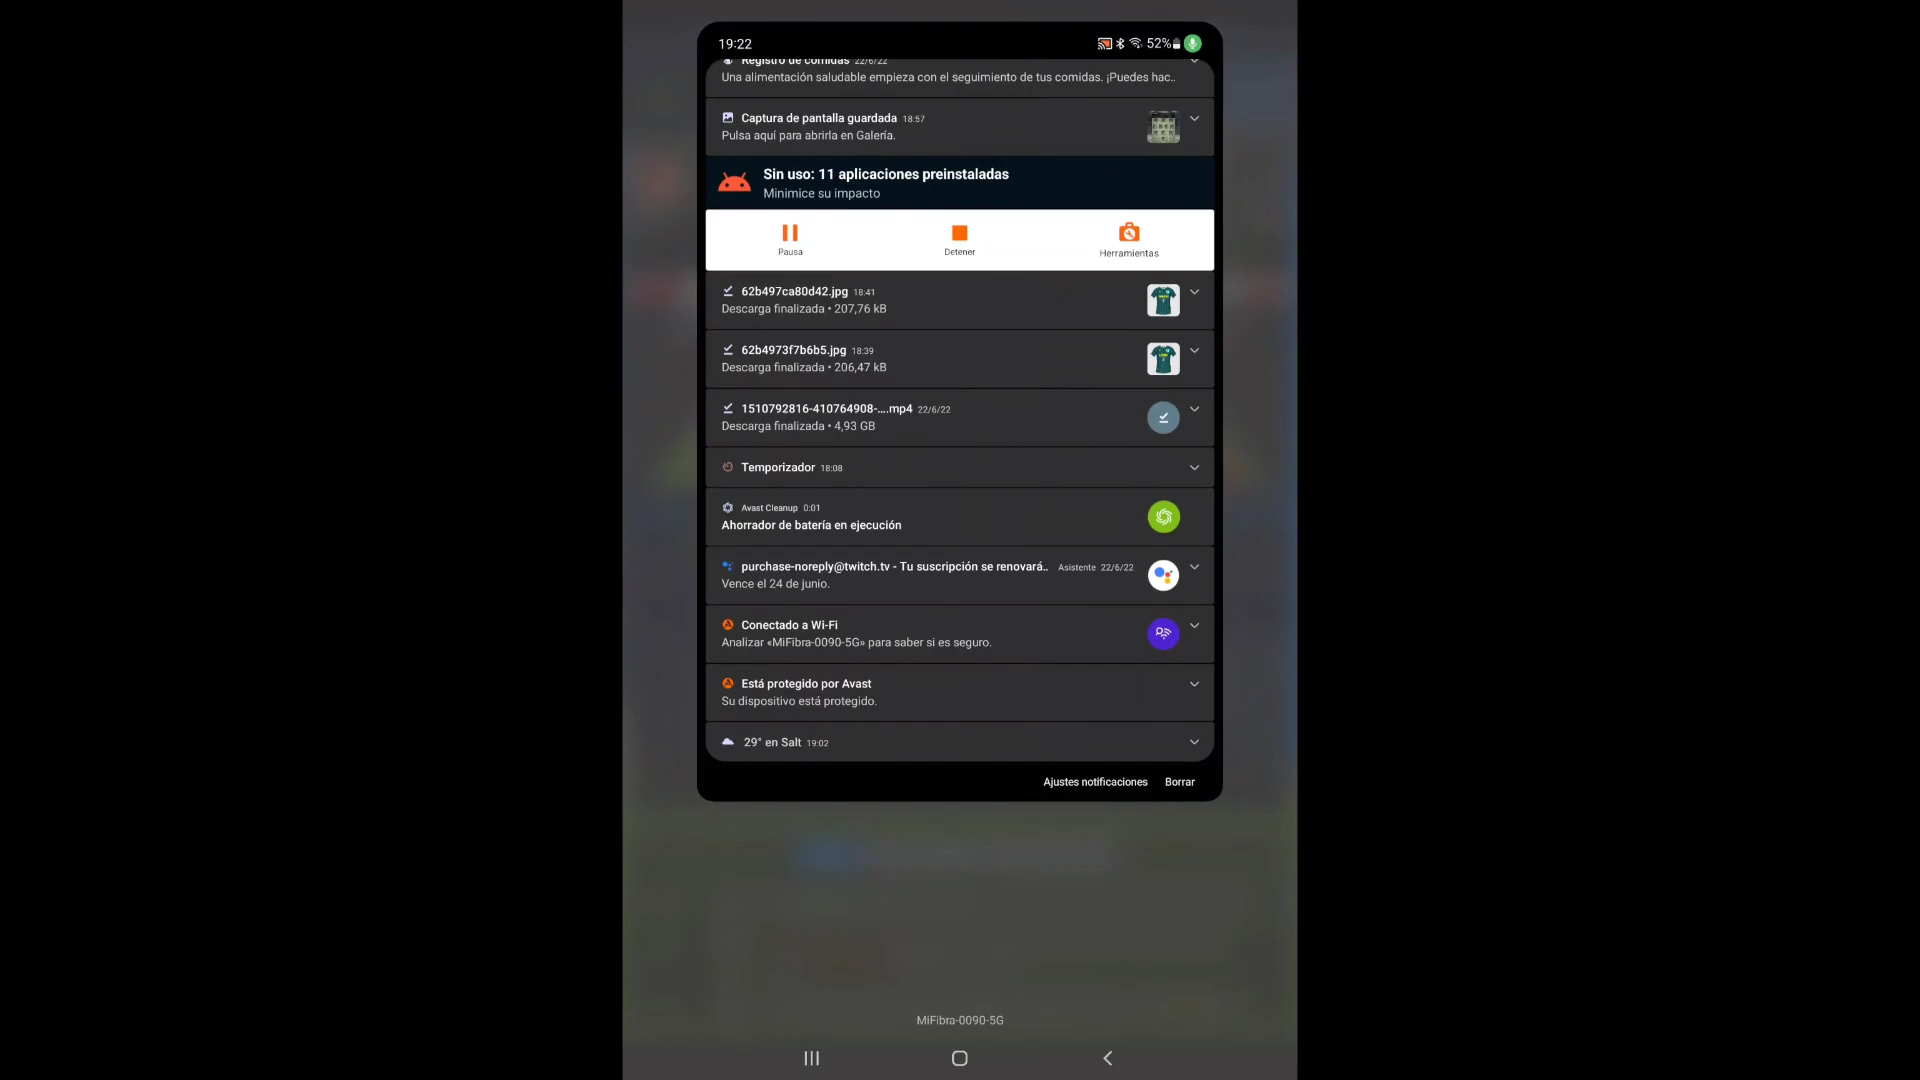 19:22
52%
Registro de comidas 22/6/22
Una alimentación saludable empieza con el seguimiento de tus comidas. ¡Puedes hac..
Captura de pantalla guardada 18:57
Pulsa aquí para abrirla en Galería.
Sin uso: 11 aplicaciones preinstaladas
Minimice su impacto
Pausa
Detener
Herramientas
62b497ca80d42.jpg 18:41
Descarga finalizada • 207,76 kB
62b4973f7b6b5.jpg 18:39
Descarga finalizada • 206,47 kB
1510792816-410764908-....mp4 22/6/22
Descarga finalizada • 4,93 GB
Temporizador 18:08
Avast Cleanup 0:01
Ahorrador de batería en ejecución
purchase-noreply@twitch.tv - Tu suscripción se renovará.. Asistente 22/6/22
Vence el 24 de junio.
Conectado a Wi-Fi
Analizar «MiFibra-0090-5G» para saber si es seguro.
Está protegido por Avast
Su dispositivo está protegido.
29° en Salt 19:02
Ajustes notificaciones
Borrar
MiFibra-0090-5G